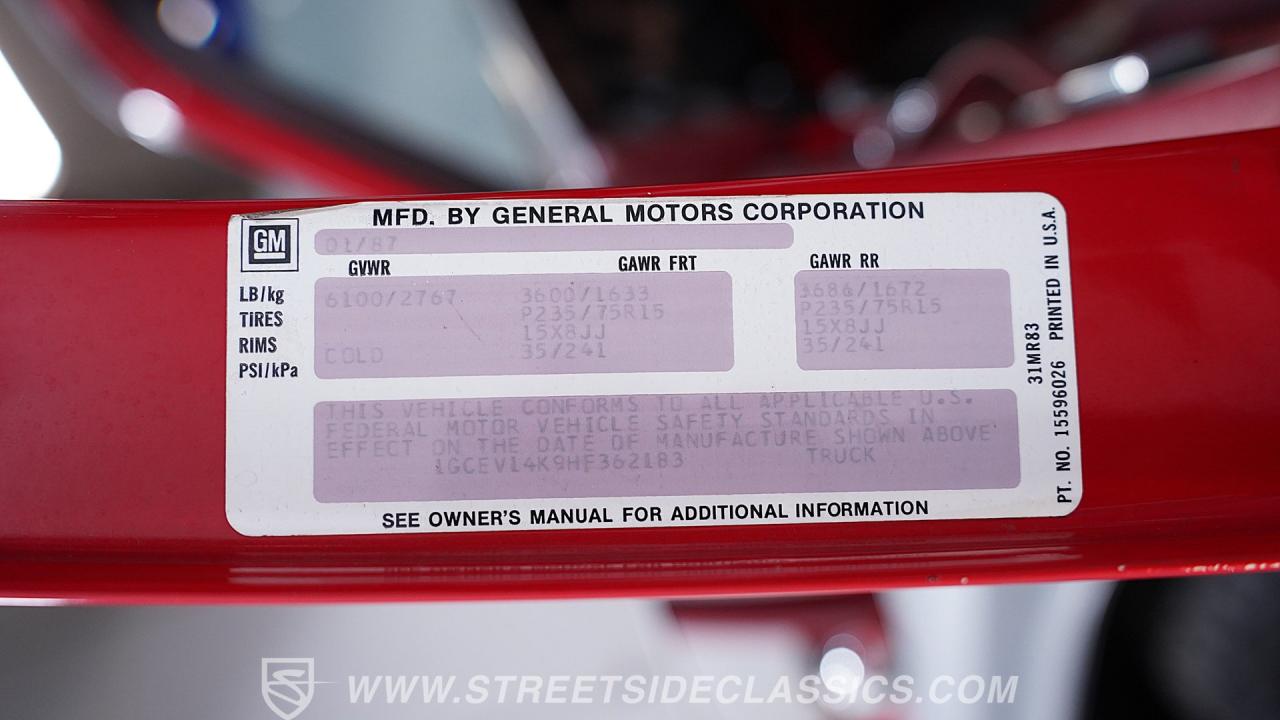 MFD. BY GENERAL MOTORS CORPORATION
GM
01/87
GVWR GAWR FRT GAWR RR
LB/kg 6100/2767 3600/1633 3686/1672
TIRES P235/75R15 P235/75R15
RIMS 15X8JJ 15X8JJ
PSI/kPa COLD 35/241 35/241
THIS VEHICLE CONFORMS TO ALL APPLICABLE U.S.
FEDERAL MOTOR VEHICLE SAFETY STANDARDS IN
EFFECT ON THE DATE OF MANUFACTURE SHOWN ABOVE
1GCEV14K9HF362183 TRUCK
SEE OWNER'S MANUAL FOR ADDITIONAL INFORMATION
31MR83
PT. NO. 15596026 PRINTED IN U.S.A.
WWW.STREETSIDECLASSICS.COM